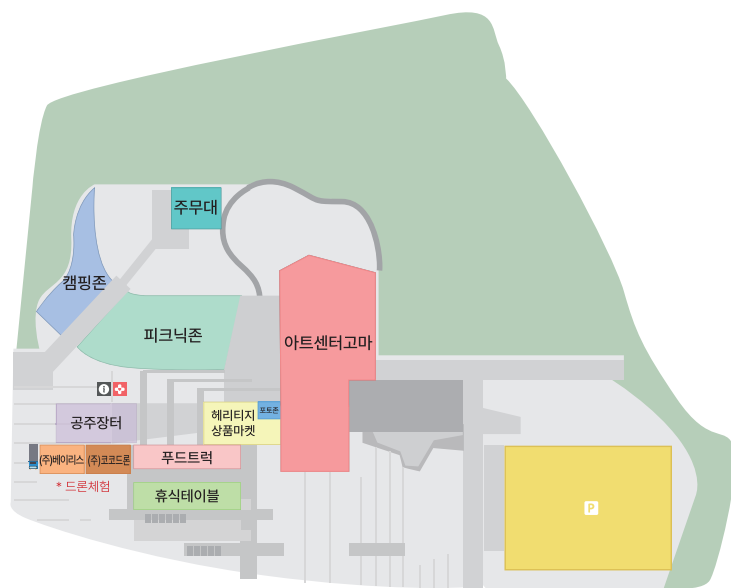 주무대
캠핑존
피크닉존
아트센터고마
i
공주장터
헤리티지
상품마켓
포토존
(주)베이리스
(주)코코드론
푸드트럭
* 드론체험
휴식테이블
P